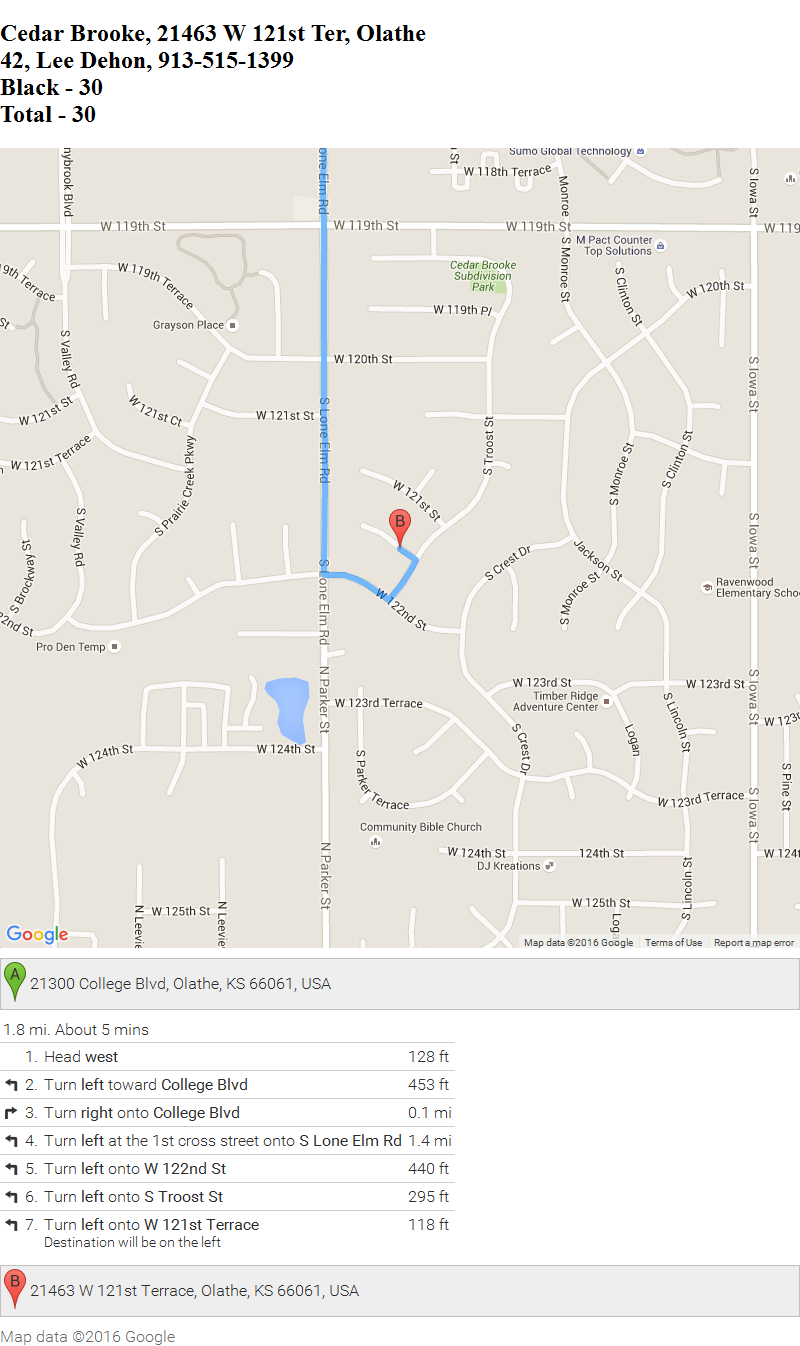 Cedar Brooke, 21463 W 121st Ter, Olathe
42, Lee Dehon, 913-515-1399
Black - 30
Total - 30
Sumo Global Technology
W 118th Terrace
nybrook Blvd
one Elm Rd
St
Monroe
S Iowa St
W 119th St
W 119th St
W 119th St
W 119
M Pact Counter
Top Solutions
S Monroe St
Cedar Brooke
Subdivision
Park
9th Terrace
W 119th Terrace
S Clinton St
W 120th St
W 119th Pl
St
Grayson Place
S Valley Rd
W 120th St
S Iowa St
W 121st St
W 121st Ct
W 121st St
S Lone Elm Rd
S Troost St
W 121st Terrace
S Prairie Creek Pkwy
W 121st St
S Monroe St
S Clinton St
B
S Valley Rd
S Iowa St
S Brockway St
S Lone Elm Rd
S Crest Dr
Jackson St
S Monroe St
W 122nd St
Ravenwood
Elementary Schoo
22nd St
Pro Den Temp
N Parker St
W 123rd St
W 123rd St
S Iowa St
Timber Ridge
Adventure Center
W 123rd Terrace
S Lincoln St
W 123r
Logan
S Crest Dr
W 124th St
W 124th St
S Parker Terrace
S Pine St
W 123rd Terrace
S Iowa St
Community Bible Church
N Parker St
W 124th St
124th St
W 124t
DJ Kreations
S Lincoln St
W 125th St
W 125th St
N Leevie
N Leevie
Loga
Google
Map data ©2016 Google Terms of Use Report a map error
A 21300 College Blvd, Olathe, KS 66061, USA
1.8 mi. About 5 mins
1. Head west 128 ft
2. Turn left toward College Blvd 453 ft
3. Turn right onto College Blvd 0.1 mi
4. Turn left at the 1st cross street onto S Lone Elm Rd 1.4 mi
5. Turn left onto W 122nd St 440 ft
6. Turn left onto S Troost St 295 ft
7. Turn left onto W 121st Terrace 118 ft
Destination will be on the left
B 21463 W 121st Terrace, Olathe, KS 66061, USA
Map data ©2016 Google